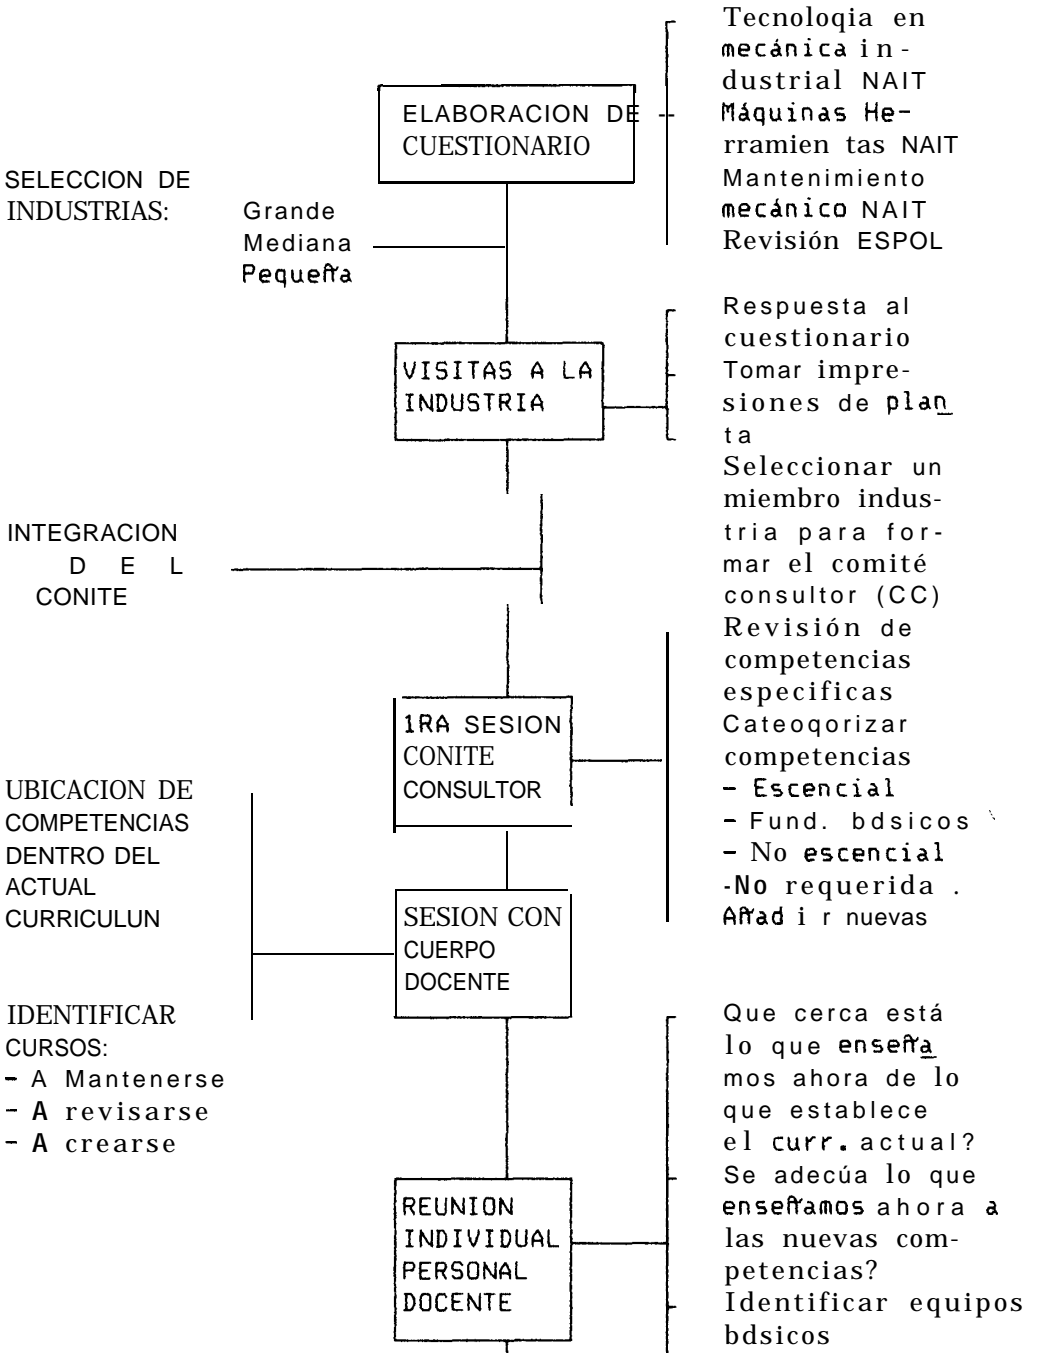 Tecnoloqia en
mecánica in-
dustrial NAIT
Máquinas He-
rramien tas NAIT
Mantenimiento
mecánico NAIT
Revisión ESPOL
ELABORACION DE
CUESTIONARIO
SELECCION DE
INDUSTRIAS:
Grande
Mediana
Pequeña
Respuesta al
cuestionario
Tomar impre-
siones de plan
ta
Seleccionar un
miembro indus-
tria para for-
mar el comité
consultor (CC)
VISITAS A LA
INDUSTRIA
INTEGRACION
D E L
CONITE
Revisión de
competencias
especificas
Cateoqorizar
competencias
- Escencial
- Fund. bdsicos
- No escencial
-No requerida .
Añad i r nuevas
1RA SESION
CONITE
CONSULTOR
UBICACION DE
COMPETENCIAS
DENTRO DEL
ACTUAL
CURRICULUN
SESION CON
CUERPO
DOCENTE
IDENTIFICAR
CURSOS:
- A Mantenerse
- A revisarse
- A crearse
Que cerca está
lo que enseña
mos ahora de lo
que establece
el curr. actual?
Se adecúa lo que
enseñamos ahora a
las nuevas com-
petencias?
Identificar equipos
bdsicos
REUNION
INDIVIDUAL
PERSONAL
DOCENTE